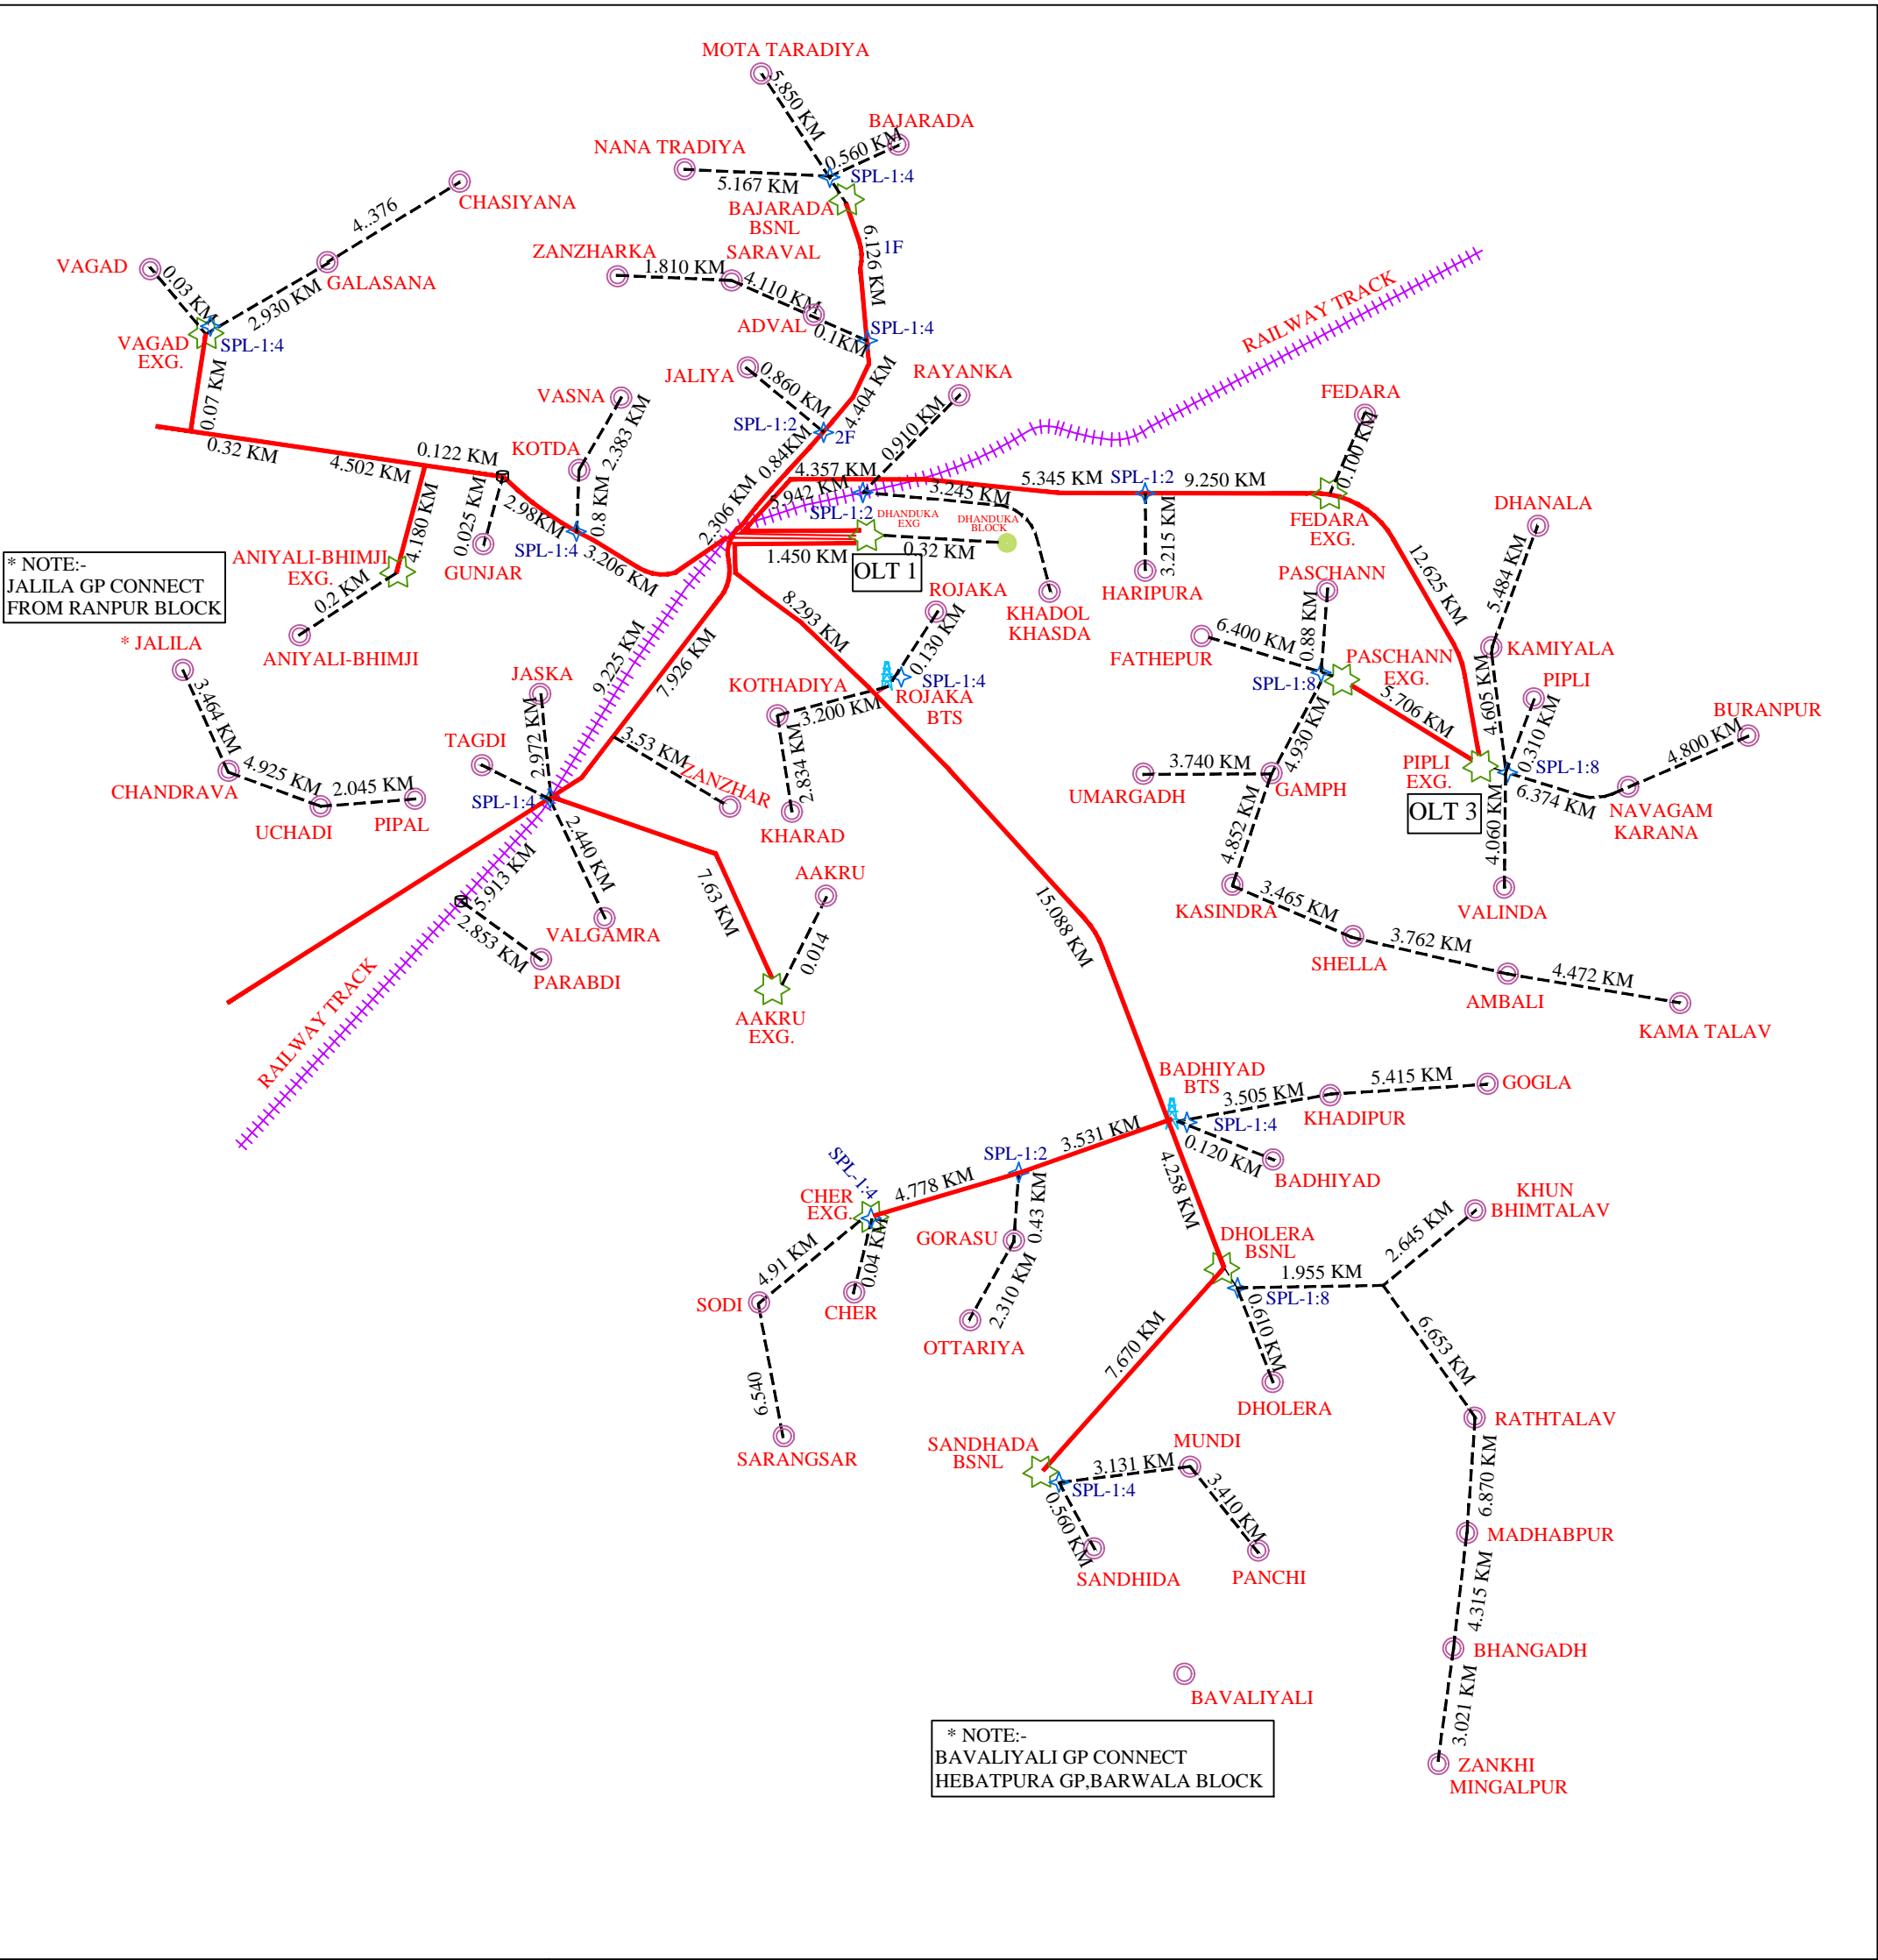 MOTA TARADIYA
5.850 KM
BAJARADA
0.560 KM
NANA TRADIYA
5.167 KM
SPL-1:4
BAJARADA
BSNL
CHASIYANA
4..376
6.126 KM
1F
ZANZHARKA
SARAVAL
1.810 KM
4.110KM
VAGAD
0.03 KM
GALASANA
2.930 KM
ADVAL
0.1KM
SPL-1:4
RAILWAY TRACK
VAGAD
EXG.
SPL-1:4
0.07 KM
JALIYA
0.860 KM
4.404 KM
RAYANKA
0.910 KM
VASNA
2.383 KM
SPL-1:2
2F
FEDARA
0.100 KM
0.32 KM
4.502 KM
0.122 KM
KOTDA
0.8 KM
0.84KM
2.306 KM
4.357 KM
5.942 KM
5.345 KM
SPL-1:2
9.250 KM
3.245 KM
SPL-1:2
DHANALA
5.484 KM
4.180 KM
0.025 KM
2.98KM
SPL-1:4
3.206 KM
DHANDUKA
EXG
DHANDUKA
BLOCK
1.450 KM
0.32 KM
OLT 1
FEDARA
EXG.
12.625 KM
3.215 KM
HARIPURA
* NOTE:-
JALILA GP CONNECT
FROM RANPUR BLOCK
ANIYALI-BHIMJI
EXG.
0.2 KM
GUNJAR
PASCHANN
0.88 KM
ROJAKA
0.130 KM
KHADOL
KHASDA
8.293 KM
* JALILA
3.464 KM
ANIYALI-BHIMJI
9.225 KM
7.926 KM
6.400 KM
FATHEPUR
PASCHANN
EXG.
SPL-1:8
5.706 KM
KAMIYALA
4.605 KM
PIPLI
0.310 KM
BURANPUR
4.800 KM
JASKA
2.972 KM
KOTHADIYA
3.200 KM
SPL-1:4
ROJAKA
BTS
TAGDI
3.53 KM
ZANZHAR
2.834 KM
KHARAD
4.930 KM
3.740 KM
UMARGADH
GAMPH
PIPLI
EXG.
SPL-1:8
OLT 3
6.374 KM
NAVAGAM
KARANA
CHANDRAVA
4.925 KM
UCHADI
2.045 KM
PIPAL
SPL-1:4
2.440 KM
5.913 KM
4.852 KM
4.060 KM
KASINDRA
3.465 KM
VALINDA
AAKRU
0.014
7.63 KM
15.088 KM
VALGAMRA
2.853 KM
PARABDI
3.762 KM
SHELLA
4.472 KM
AMBALI
KAMA TALAV
RAILWAY TRACK
AAKRU
EXG.
BADHIYAD
BTS
3.505 KM
5.415 KM
GOGLA
KHADIPUR
SPL-1:4
0.120 KM
BADHIYAD
3.531 KM
SPL-1:2
SPL-1:4
4.778 KM
CHER
EXG.
4.258 KM
0.43 KM
GORASU
KHUN
BHIMTALAV
2.645 KM
DHOLERA
BSNL
1.955 KM
SPL-1:8
0.610 KM
4.91 KM
0.04 KM
SODI
CHER
2.310 KM
OTTARIYA
7.670 KM
6.653 KM
DHOLERA
6.540
SARANGSAR
RATHTALAV
SANDHADA
BSNL
MUNDI
3.131 KM
SPL-1:4
3.410 KM
0.560 KM
6.870 KM
MADHABPUR
SANDHIDA
PANCHI
4.315 KM
BHANGADH
BAVALIYALI
3.021 KM
* NOTE:-
BAVALIYALI GP CONNECT
HEBATPURA GP,BARWALA BLOCK
ZANKHI
MINGALPUR